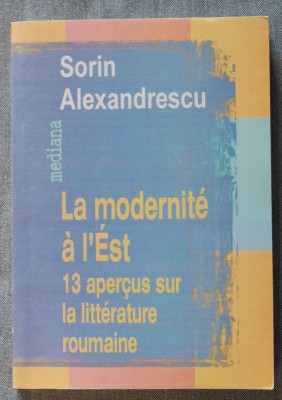 Sorin
Alexandrescu
mediana
La modernité
à l'Ést
13 aperçus sur
la littérature
roumaine